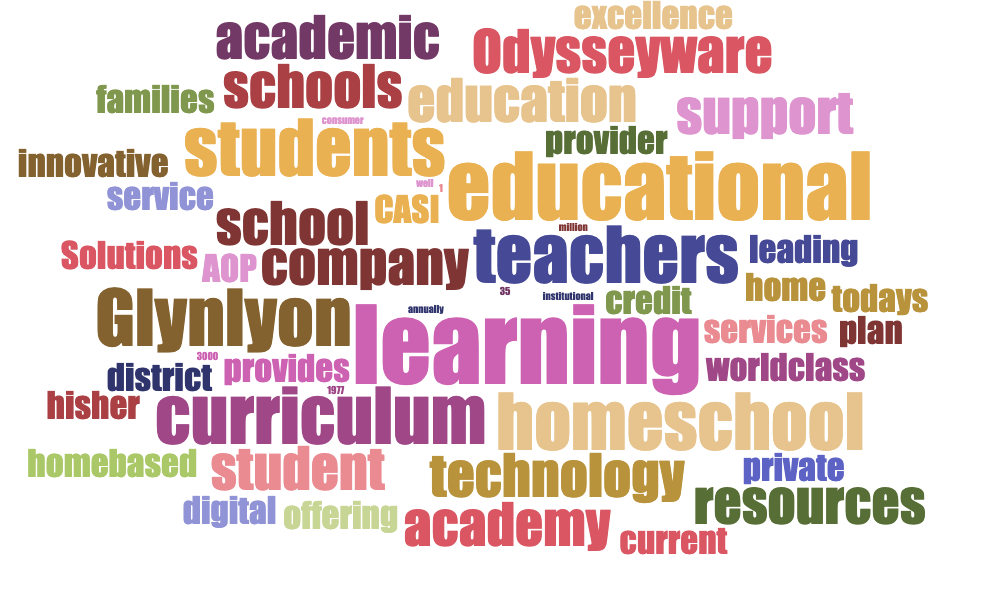 excellence
academic
Odysseyware
schools
education
families
support
consumer
students
provider
innovative
educational
well
1
service
CASI
school
million
teachers
leading
Solutions
AOP
company
home
todays
35
institutional
credit
Glynlyon
annually
learning
services
plan
3000
provides
district
worldclass
1977
hisher
curriculum
homeschool
homebased
student
technology
private
resources
digital
offering
academy
current